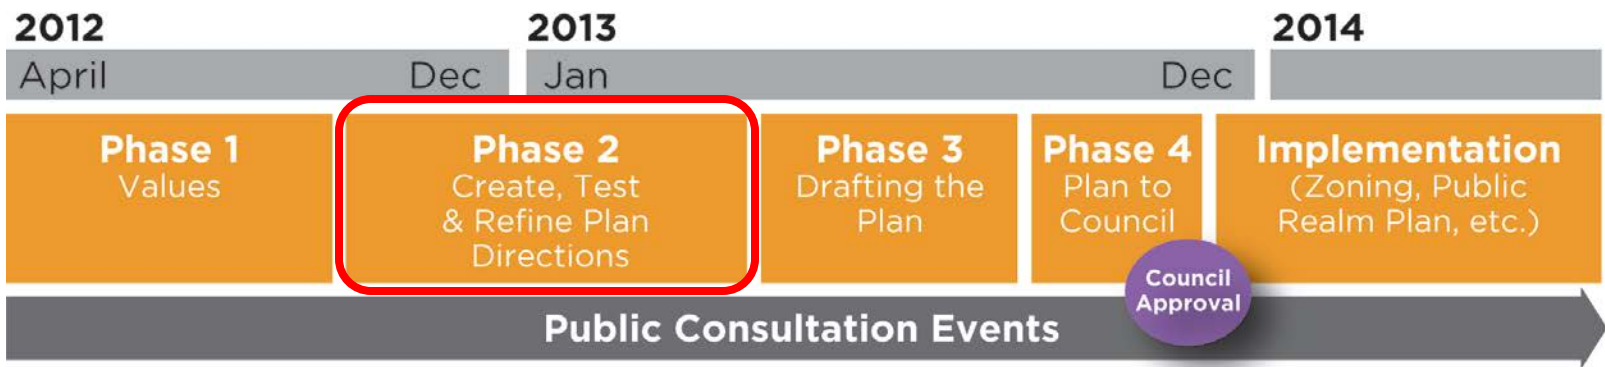 2012 2013 2014
April Dec Jan Dec
Phase 1
Values
Phase 2
Create, Test
& Refine Plan
Directions
Phase 3
Drafting the
Plan
Phase 4
Plan to
Council
Implementation
(Zoning, Public
Realm Plan, etc.)
Council
Approval
Public Consultation Events